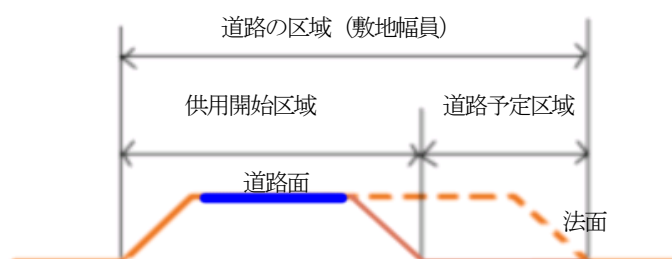 道路の区域（敷地幅員）
供用開始区域
道路予定区域
道路面
法面